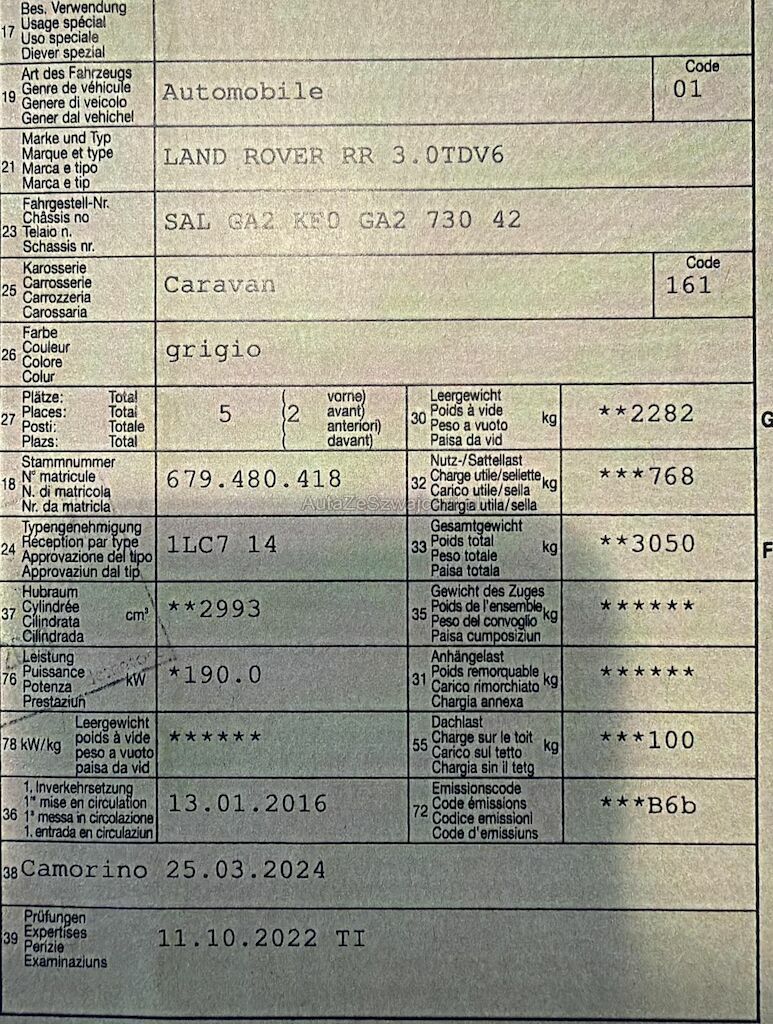 17 Bes. Verwendung
Usage spécial
Uso speciale
Diever spezial
19 Art des Fahrzeugs
Genre de véhicule
Genere di veicolo
Gener dal vehichel
Automobile
Code
01
21 Marke und Typ
Marque et type
Marca e tipo
Marca e tip
LAND ROVER RR 3.0TDV6
23 Fahrgestell-Nr.
Châssis no
Telaio n.
Schassis nr.
SAL GA2 KF0 GA2 730 42
25 Karosserie
Carrosserie
Carrozzeria
Carossaria
Caravan
Code
161
26 Farbe
Couleur
Colore
Colur
grigio
27 Plätze: Total
Places: Total
Posti: Totale
Plazs: Total
5 (2 vorne)
( avant)
( anteriori)
( davant)
30 Leergewicht
Poids à vide
Peso a vuoto
Paisa da vid
kg
**2282
G
18 Stammnummer
N° matricule
N. di matricola
Nr. da matricla
679.480.418
32 Nutz-/Sattellast
Charge utile/sellette
Carico utile/sella
Chargia utila/sella
kg
***768
24 Typengenehmigung
Réception par type
Approvazione del tipo
Approvaziun dal tip
1LC7 14
33 Gesamtgewicht
Poids total
Peso totale
Paisa totala
kg
**3050
F
37 Hubraum
Cylindrée
Cilindrata
Cilindrada
cm³
**2993
35 Gewicht des Zuges
Poids de l'ensemble
Peso del convoglio
Paisa cumposiziun
kg
******
76 Leistung
Puissance
Potenza
Prestaziun
kW
*190.0
31 Anhängelast
Poids remorquable
Carico rimorchiato
Chargia annexa
kg
******
78 kW/kg
Leergewicht
poids à vide
peso a vuoto
paisa da vid
******
55 Dachlast
Charge sur le toit
Carico sul tetto
Chargia sin il tetg
kg
***100
36 1. Inverkehrsetzung
1re mise en circulation
1a messa in circolazione
1. entrada en circulaziun
13.01.2016
72 Emissionscode
Code émissions
Codice emissioni
Code d'emissiuns
***B6b
38 Camorino 25.03.2024
39 Prüfungen
Expertises
Perizie
Examinaziuns
11.10.2022 TI